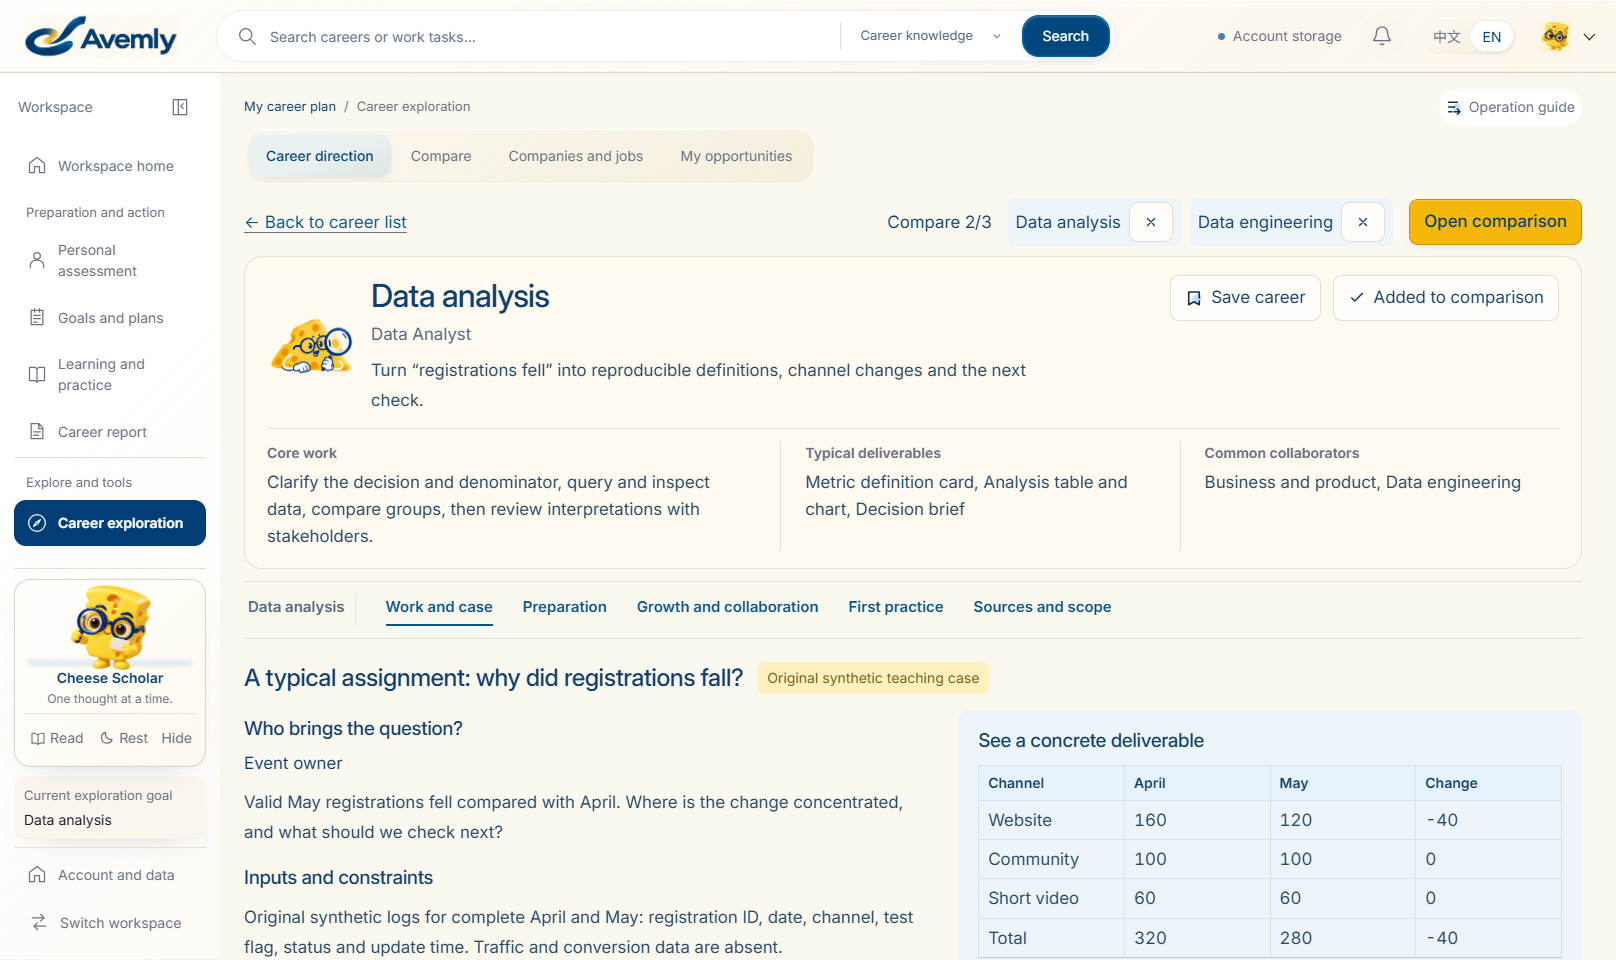 Avemly
Search careers or work tasks...
Career knowledge
Search
Account storage
中文
EN
Workspace
My career plan / Career exploration
Operation guide
Career direction
Compare
Companies and jobs
My opportunities
Workspace home
Preparation and action
Personal
assessment
Goals and plans
Learning and
practice
Career report
Explore and tools
Career exploration
Cheese Scholar
One thought at a time.
Read
Rest
Hide
Current exploration goal
Data analysis
Account and data
Switch workspace
← Back to career list
Compare 2/3
Data analysis ×
Data engineering ×
Open comparison
Data analysis
Data Analyst
Turn “registrations fell” into reproducible definitions, channel changes and the next
check.
Save career
Added to comparison
Core work
Clarify the decision and denominator, query and inspect
data, compare groups, then review interpretations with
stakeholders.
Typical deliverables
Metric definition card, Analysis table and
chart, Decision brief
Common collaborators
Business and product, Data engineering
Data analysis
Work and case
Preparation
Growth and collaboration
First practice
Sources and scope
A typical assignment: why did registrations fall?
Original synthetic teaching case
Who brings the question?
Event owner
Valid May registrations fell compared with April. Where is the change concentrated,
and what should we check next?
Inputs and constraints
Original synthetic logs for complete April and May: registration ID, date, channel, test
flag, status and update time. Traffic and conversion data are absent.
See a concrete deliverable
Channel April May Change
Website 160 120 -40
Community 100 100 0
Short video 60 60 0
Total 320 280 -40